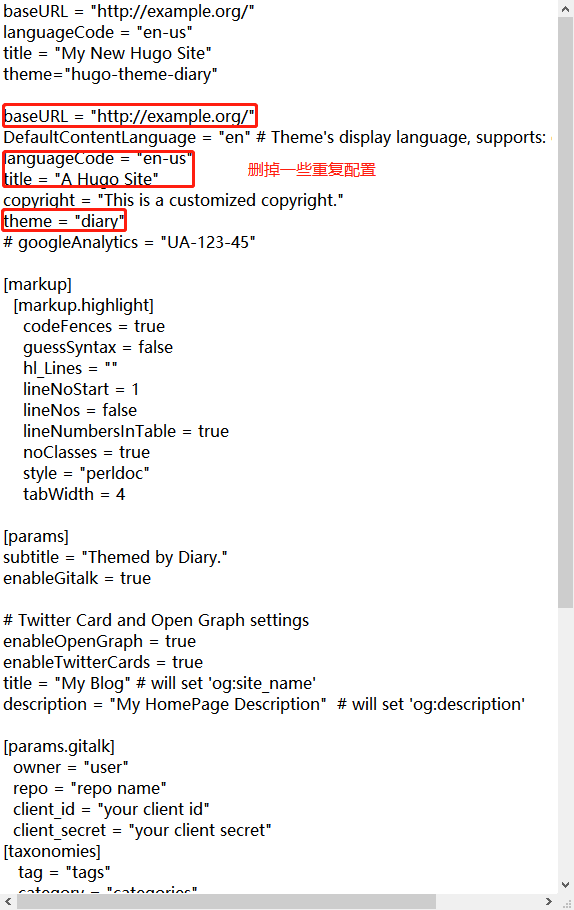 baseURL = "http://example.org/"
languageCode = "en-us"
title = "My New Hugo Site"
theme="hugo-theme-diary"
baseURL = "http://example.org/"
DefaultContentLanguage = "en" # Theme's display language, supports:
languageCode = "en-us"
删掉一些重复配置
title = "A Hugo Site"
copyright = "This is a customized copyright."
theme = "diary"
# googleAnalytics = "UA-123-45"
[markup]
[markup.highlight]
codeFences = true
guessSyntax = false
hl_Lines = ""
lineNoStart = 1
lineNos = false
lineNumbersInTable = true
noClasses = true
style = "perldoc"
tabWidth = 4
[params]
subtitle = "Themed by Diary."
enableGitalk = true
# Twitter Card and Open Graph settings
enableOpenGraph = true
enableTwitterCards = true
title = "My Blog" # will set 'og:site_name'
description = "My HomePage Description"  # will set 'og:description'
[params.gitalk]
owner = "user"
repo = "repo name"
client_id = "your client id"
client_secret = "your client secret"
[taxonomies]
tag = "tags"
category = "categories"